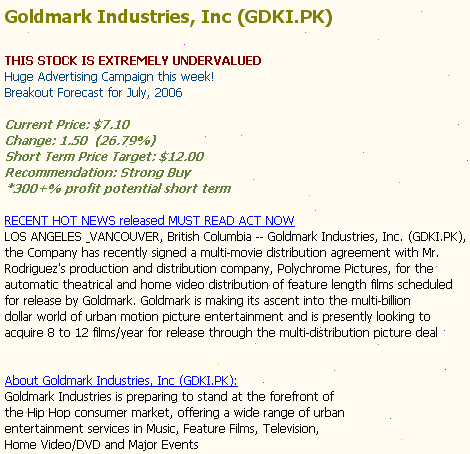 Goldmark Industries, Inc (GDKI.PK)
THIS STOCK IS EXTREMELY UNDERVALUED
Huge Advertising Campaign this week!
Breakout Forecast for July, 2006
Current Price: $7.10
Change: 1.50 (26.79%)
Short Term Price Target: $12.00
Recommendation: Strong Buy
*300+% profit potential short term
RECENT HOT NEWS released MUST READ ACT NOW
LOS ANGELES _VANCOUVER, British Columbia -- Goldmark Industries, Inc. (GDKI.PK),
the Company has recently signed a multi-movie distribution agreement with Mr.
Rodriguez's production and distribution company, Polychrome Pictures, for the
automatic theatrical and home video distribution of feature length films scheduled
for release by Goldmark. Goldmark is making its ascent into the multi-billion
dollar world of urban motion picture entertainment and is presently looking to
acquire 8 to 12 films/year for release through the multi-distribution picture deal
About Goldmark Industries, Inc (GDKI.PK):
Goldmark Industries is preparing to stand at the forefront of
the Hip Hop consumer market, offering a wide range of urban
entertainment services in Music, Feature Films, Television,
Home Video/DVD and Major Events